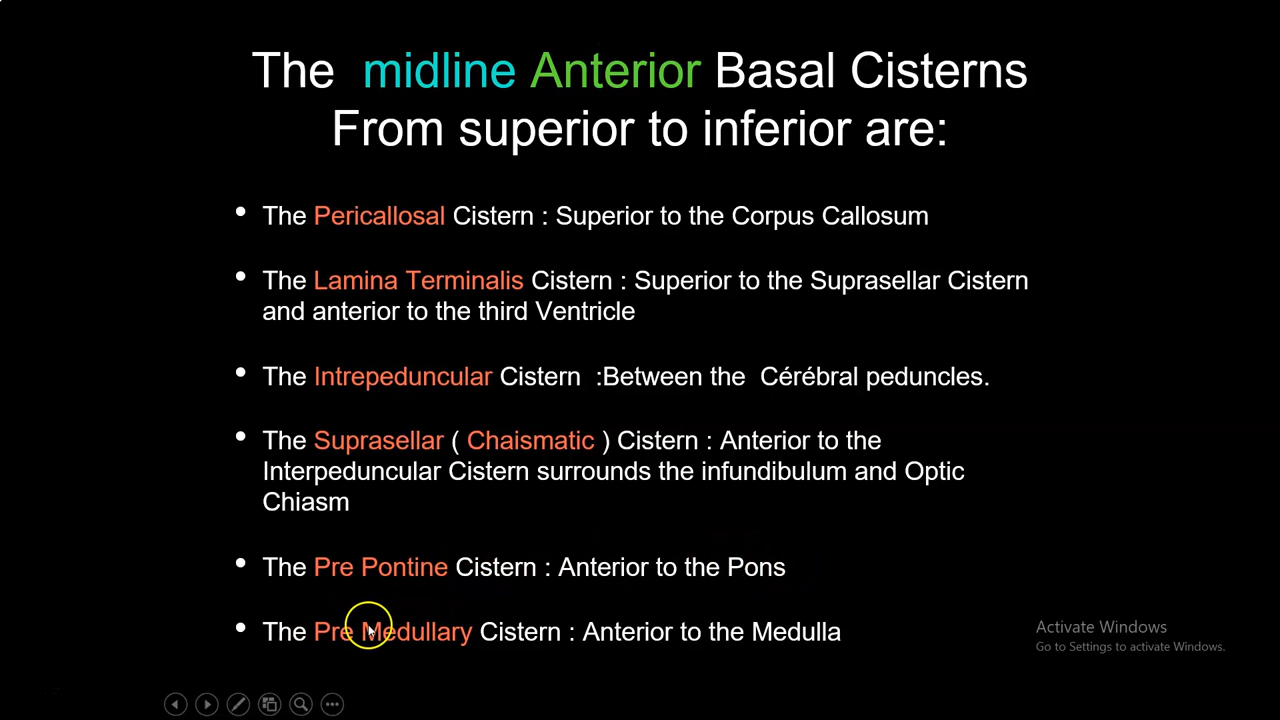 The midline Anterior Basal Cisterns
From superior to inferior are:
• The Pericallosal Cistern : Superior to the Corpus Callosum
• The Lamina Terminalis Cistern : Superior to the Suprasellar Cistern
and anterior to the third Ventricle
• The Intrepeduncular Cistern :Between the Cérébral peduncles.
• The Suprasellar ( Chaismatic ) Cistern : Anterior to the
Interpeduncular Cistern surrounds the infundibulum and Optic
Chiasm
• The Pre Pontine Cistern : Anterior to the Pons
• The Pre Medullary Cistern : Anterior to the Medulla
Activate Windows
Go to Settings to activate Windows.